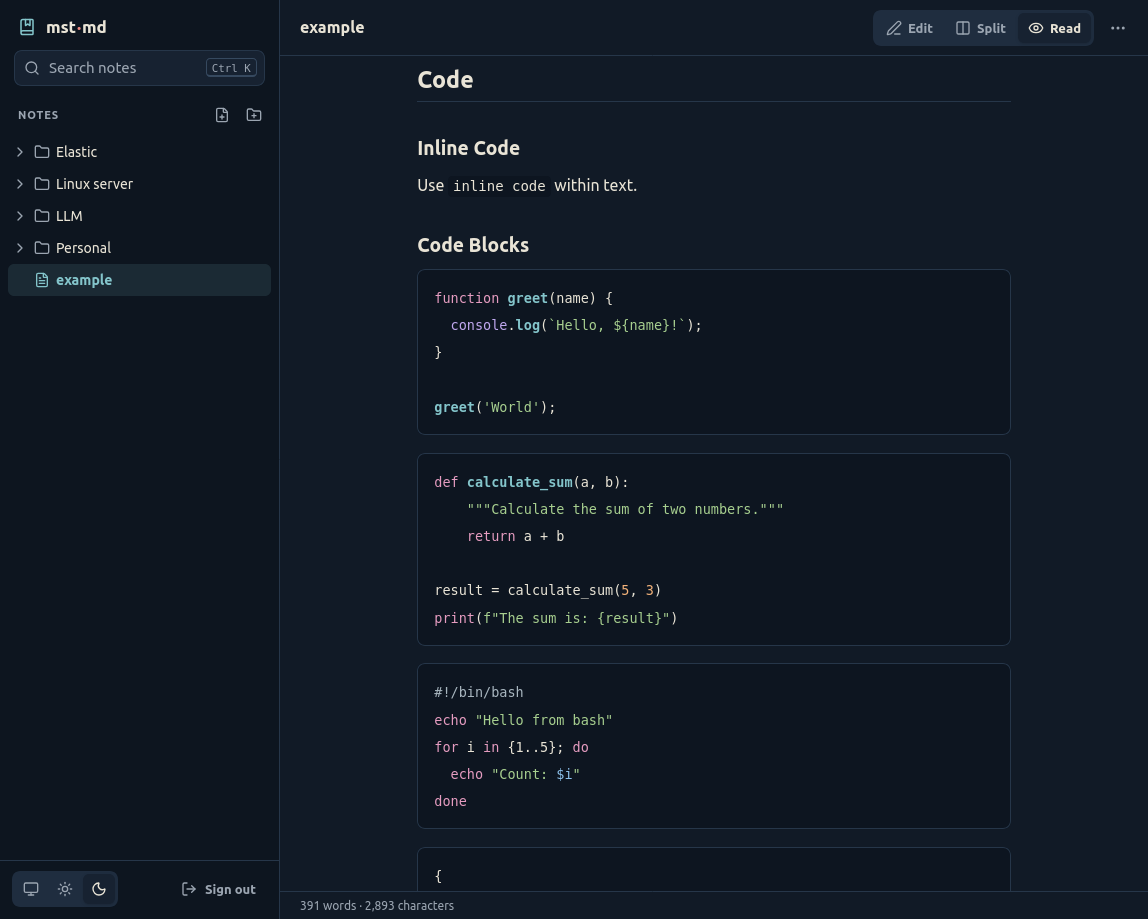 mst·md
Search notes
Ctrl K
NOTES
Elastic
Linux server
LLM
Personal
example
Sign out
example
Edit
Split
Read
Code
Inline Code
Use inline code within text.
Code Blocks
function greet(name) {
  console.log(`Hello, ${name}!`);
}

greet('World');
def calculate_sum(a, b):
    """Calculate the sum of two numbers."""
    return a + b

result = calculate_sum(5, 3)
print(f"The sum is: {result}")
#!/bin/bash
echo "Hello from bash"
for i in {1..5}; do
  echo "Count: $i"
done
{
391 words · 2,893 characters